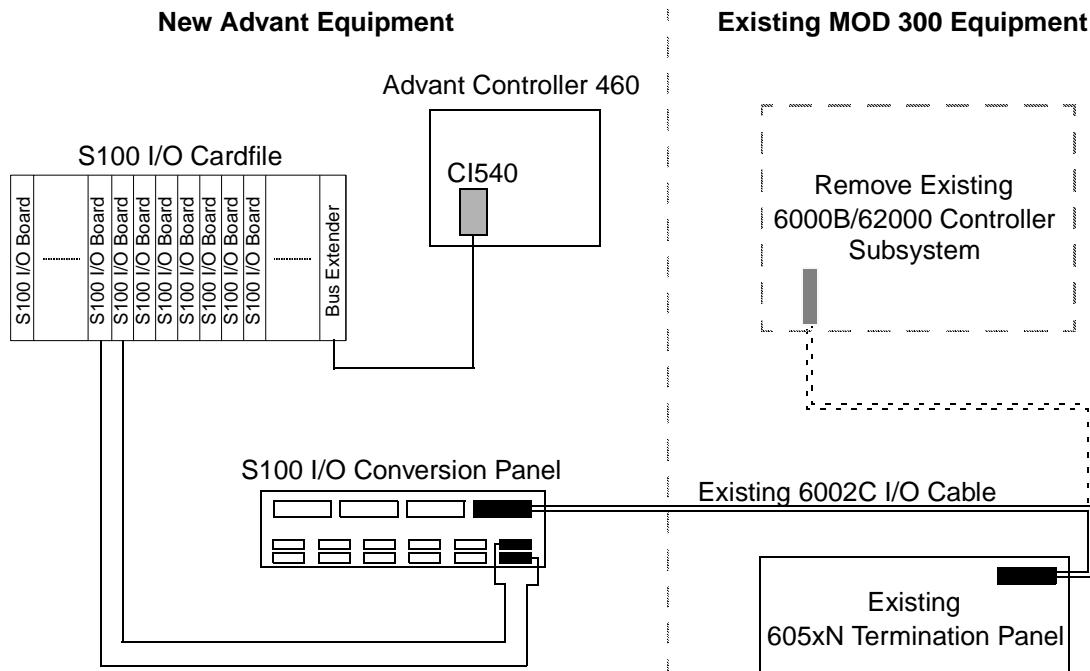 New Advant Equipment
Existing MOD 300 Equipment
Advant Controller 460
S100 I/O Cardfile
CI540
S100 I/O Board
S100 I/O Board
S100 I/O Board
S100 I/O Board
S100 I/O Board
S100 I/O Board
S100 I/O Board
S100 I/O Board
S100 I/O Board
Bus Extender
Remove Existing
6000B/62000 Controller
Subsystem
S100 I/O Conversion Panel
Existing 6002C I/O Cable
Existing
605xN Termination Panel